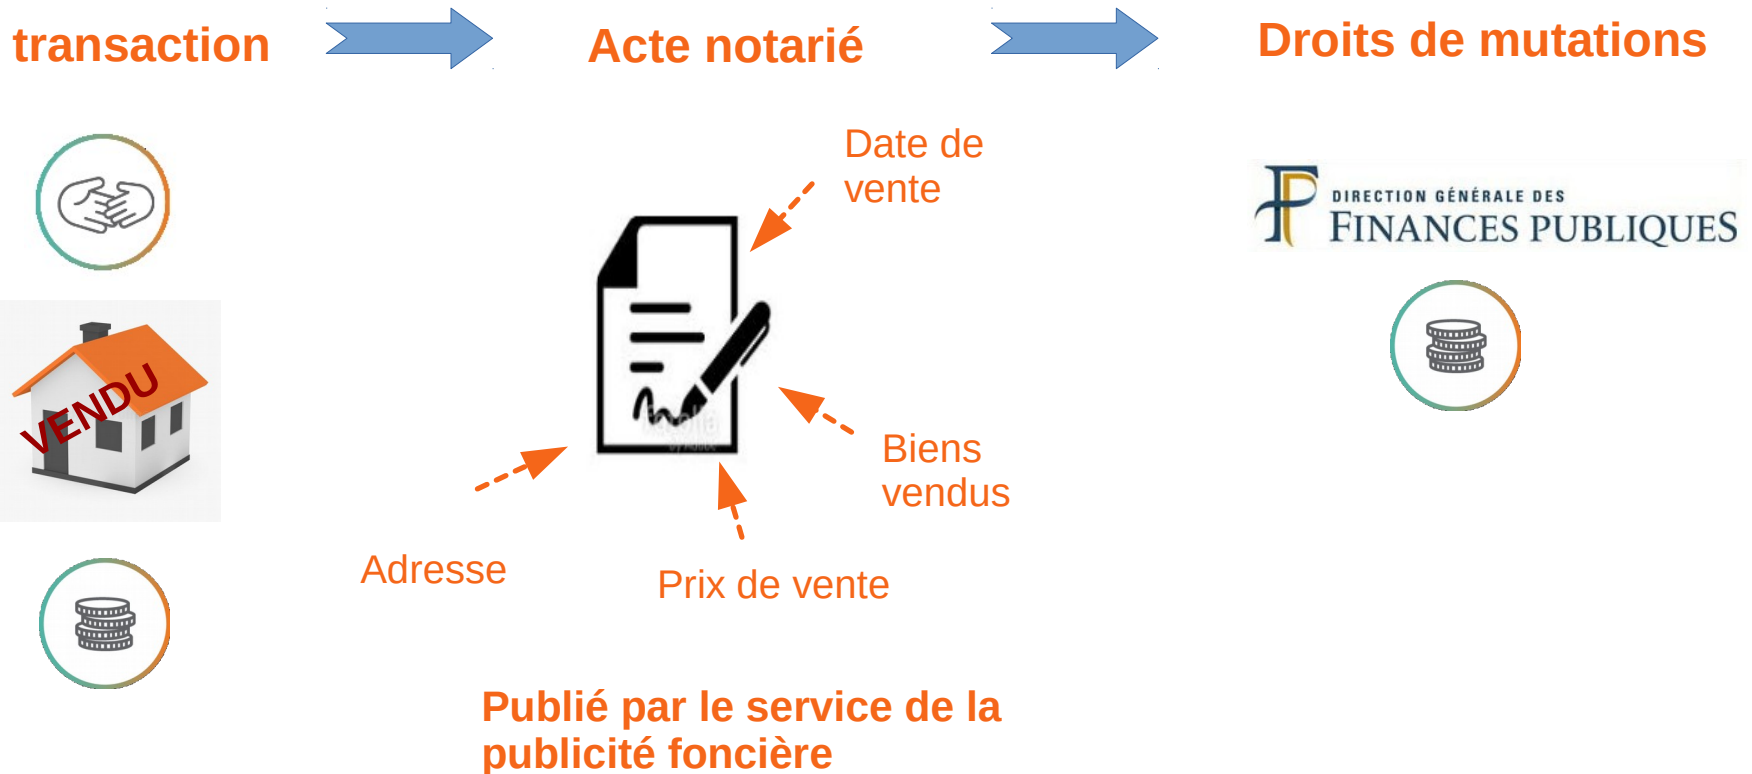 transaction
Acte notarié
Droits de mutations
Date de
vente
DIRECTION GÉNÉRALE DES
FINANCES PUBLIQUES
VENDU
Biens
vendus
Adresse
Prix de vente
Publié par le service de la
publicité foncière